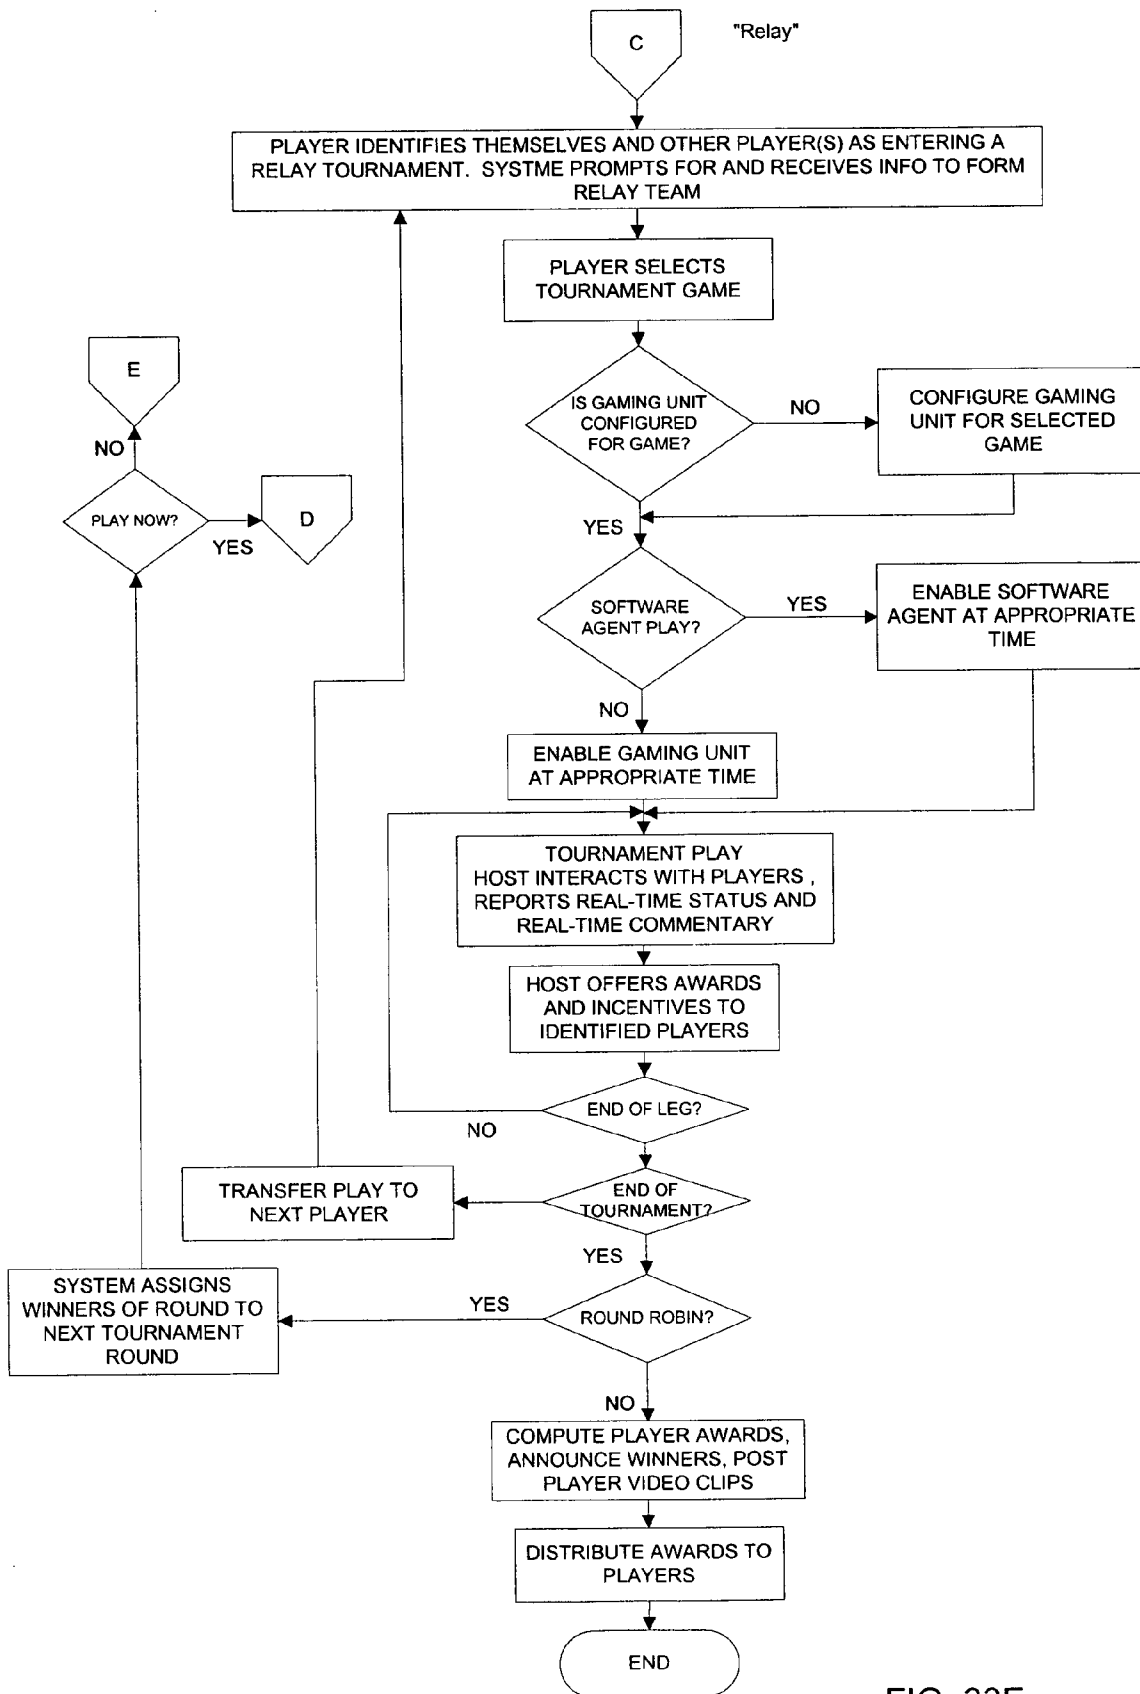 C
"Relay"
PLAYER IDENTIFIES THEMSELVES AND OTHER PLAYER(S) AS ENTERING A
RELAY TOURNAMENT. SYSTME PROMPTS FOR AND RECEIVES INFO TO FORM
RELAY TEAM
PLAYER SELECTS
TOURNAMENT GAME
E
NO
PLAY NOW?
YES
D
IS GAMING UNIT
CONFIGURED
FOR GAME?
NO
CONFIGURE GAMING
UNIT FOR SELECTED
GAME
YES
SOFTWARE
AGENT PLAY?
YES
ENABLE SOFTWARE
AGENT AT APPROPRIATE
TIME
NO
ENABLE GAMING UNIT
AT APPROPRIATE TIME
TOURNAMENT PLAY
HOST INTERACTS WITH PLAYERS ,
REPORTS REAL-TIME STATUS AND
REAL-TIME COMMENTARY
HOST OFFERS AWARDS
AND INCENTIVES TO
IDENTIFIED PLAYERS
END OF LEG?
NO
END OF
TOURNAMENT?
TRANSFER PLAY TO
NEXT PLAYER
YES
ROUND ROBIN?
YES
SYSTEM ASSIGNS
WINNERS OF ROUND TO
NEXT TOURNAMENT
ROUND
NO
COMPUTE PLAYER AWARDS,
ANNOUNCE WINNERS, POST
PLAYER VIDEO CLIPS
DISTRIBUTE AWARDS TO
PLAYERS
END